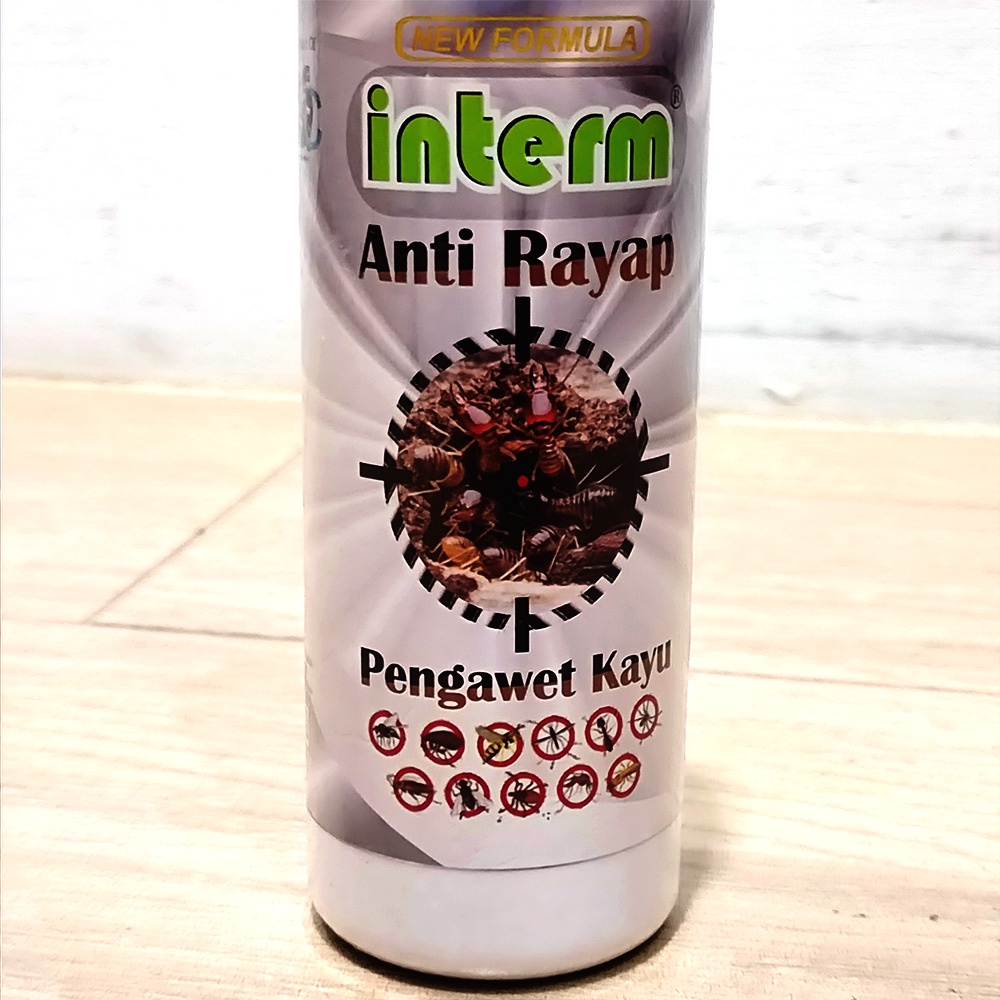 NEW FORMULA
interm®
Anti Rayap
Pengawet Kayu